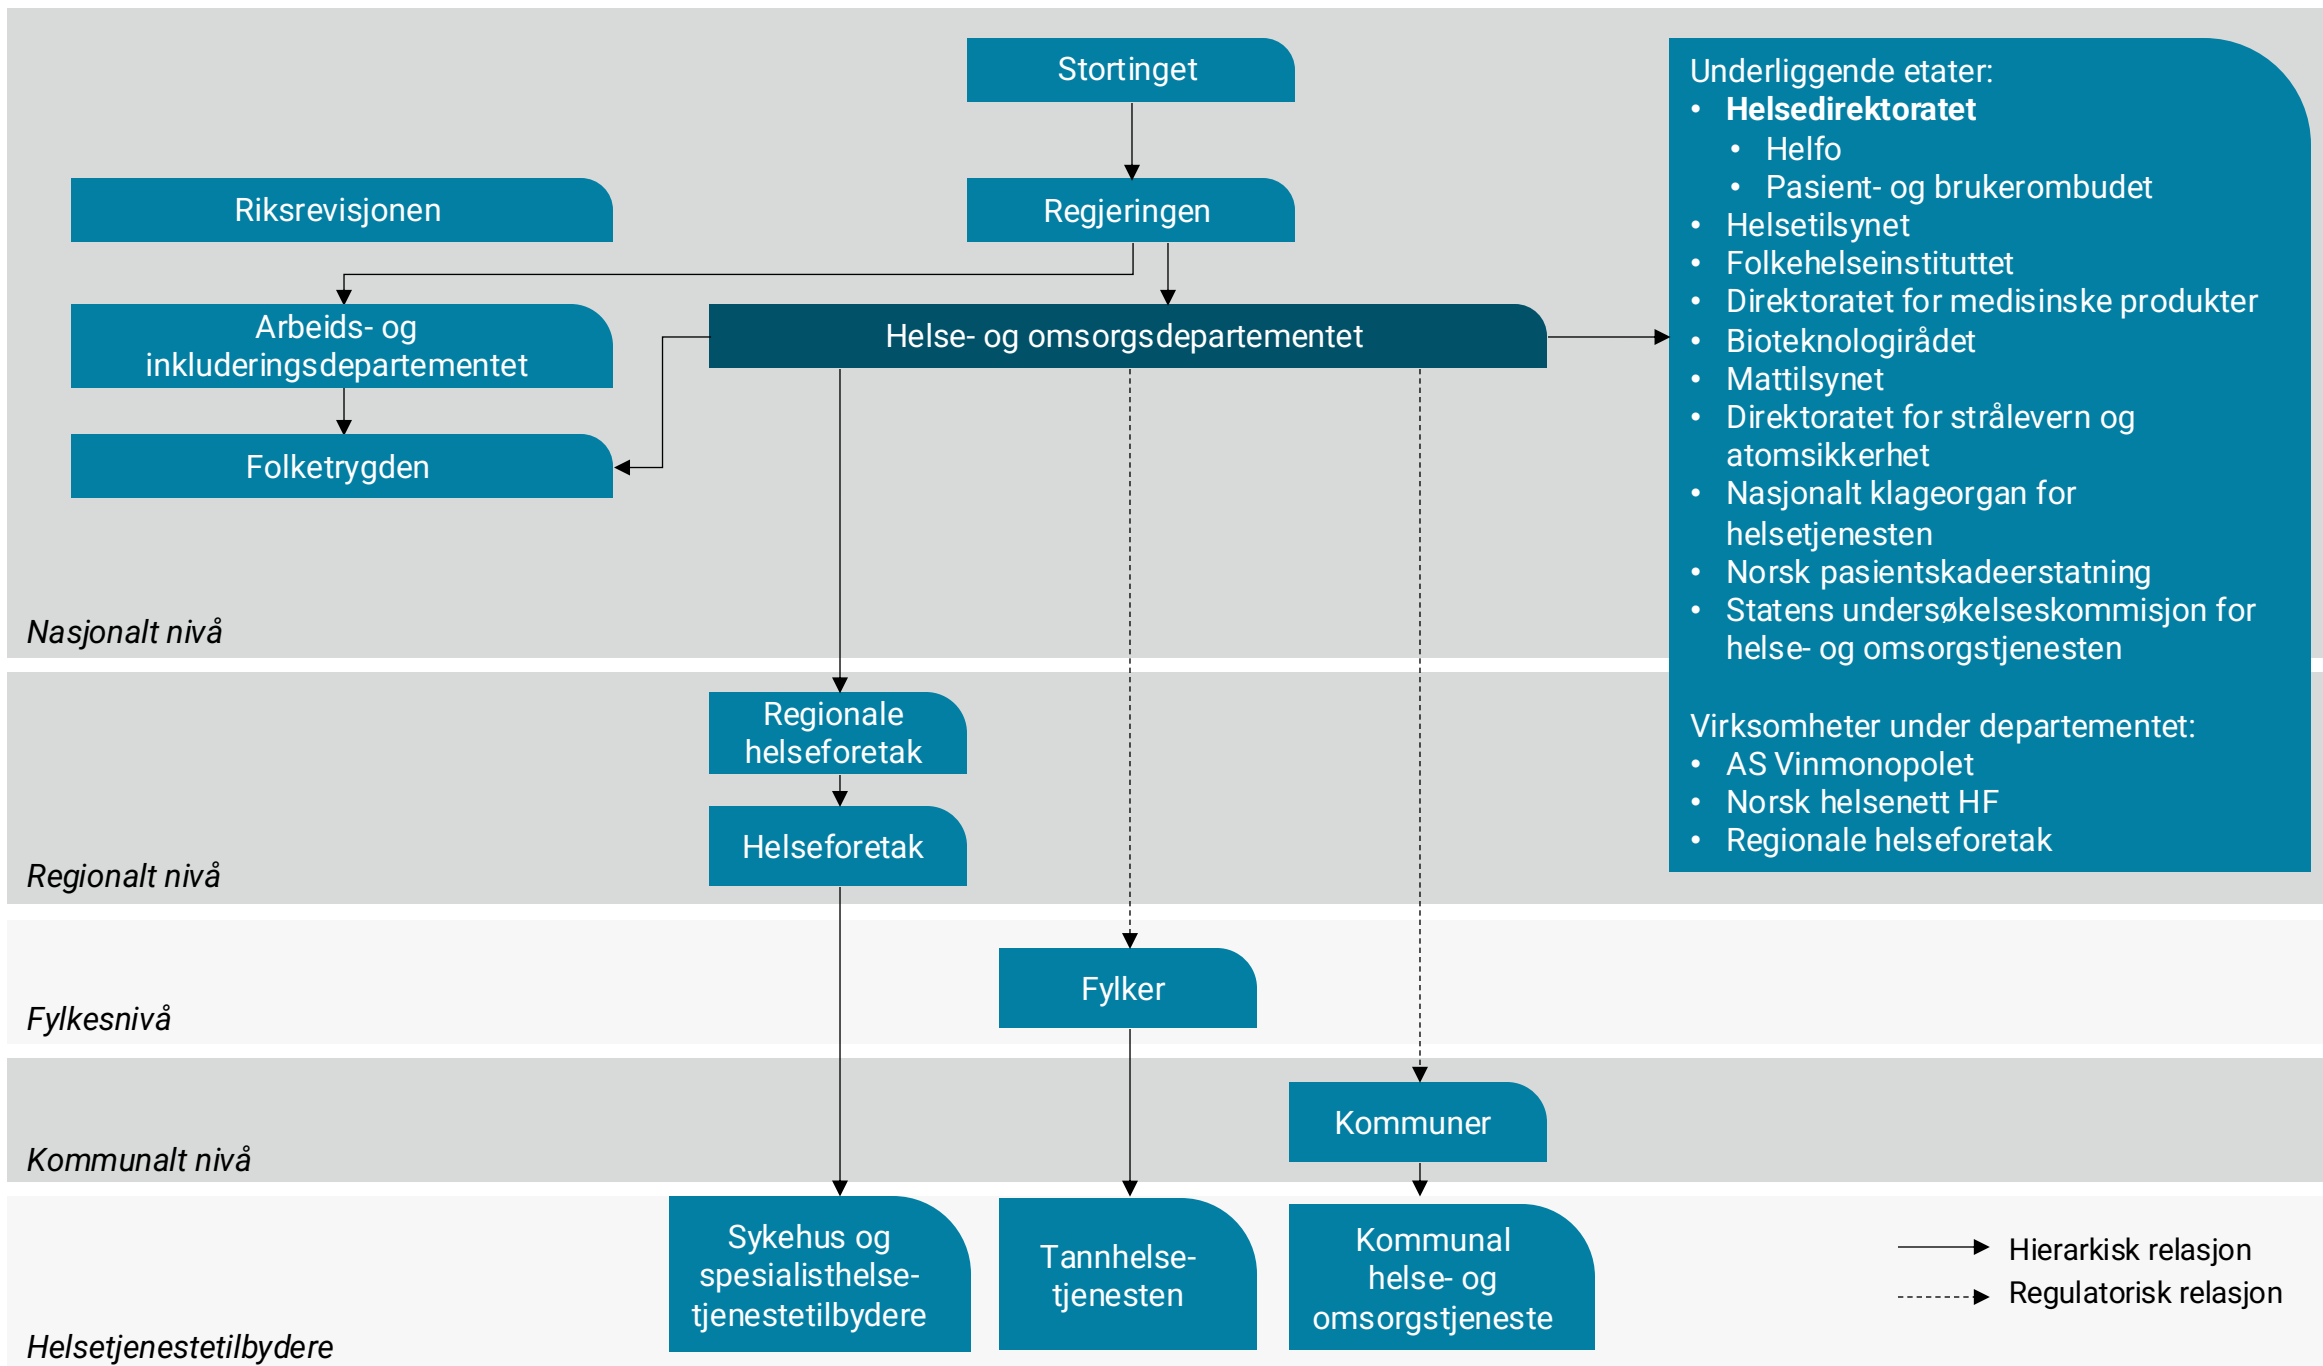 Stortinget
Riksrevisjonen
Regjeringen
Arbeids- og
inkluderingsdepartementet
Helse- og omsorgsdepartementet
Folketrygden
Nasjonalt nivå
Underliggende etater:
• Helsedirektoratet
• Helfo
• Pasient- og brukerombudet
• Helsetilsynet
• Folkehelseinstituttet
• Direktoratet for medisinske produkter
• Bioteknologirådet
• Mattilsynet
• Direktoratet for strålevern og
atomsikkerhet
• Nasjonalt klageorgan for
helsetjenesten
• Norsk pasientskadeerstatning
• Statens undersøkelseskommisjon for
helse- og omsorgstjenesten
Virksomheter under departementet:
• AS Vinmonopolet
• Norsk helsenett HF
• Regionale helseforetak
Regionale
helseforetak
Helseforetak
Regionalt nivå
Fylker
Fylkesnivå
Kommuner
Kommunalt nivå
Sykehus og
spesialisthelse-
tjenestetilbydere
Tannhelse-
tjenesten
Kommunal
helse- og
omsorgstjeneste
Hierarkisk relasjon
Regulatorisk relasjon
Helsetjenestetilbydere